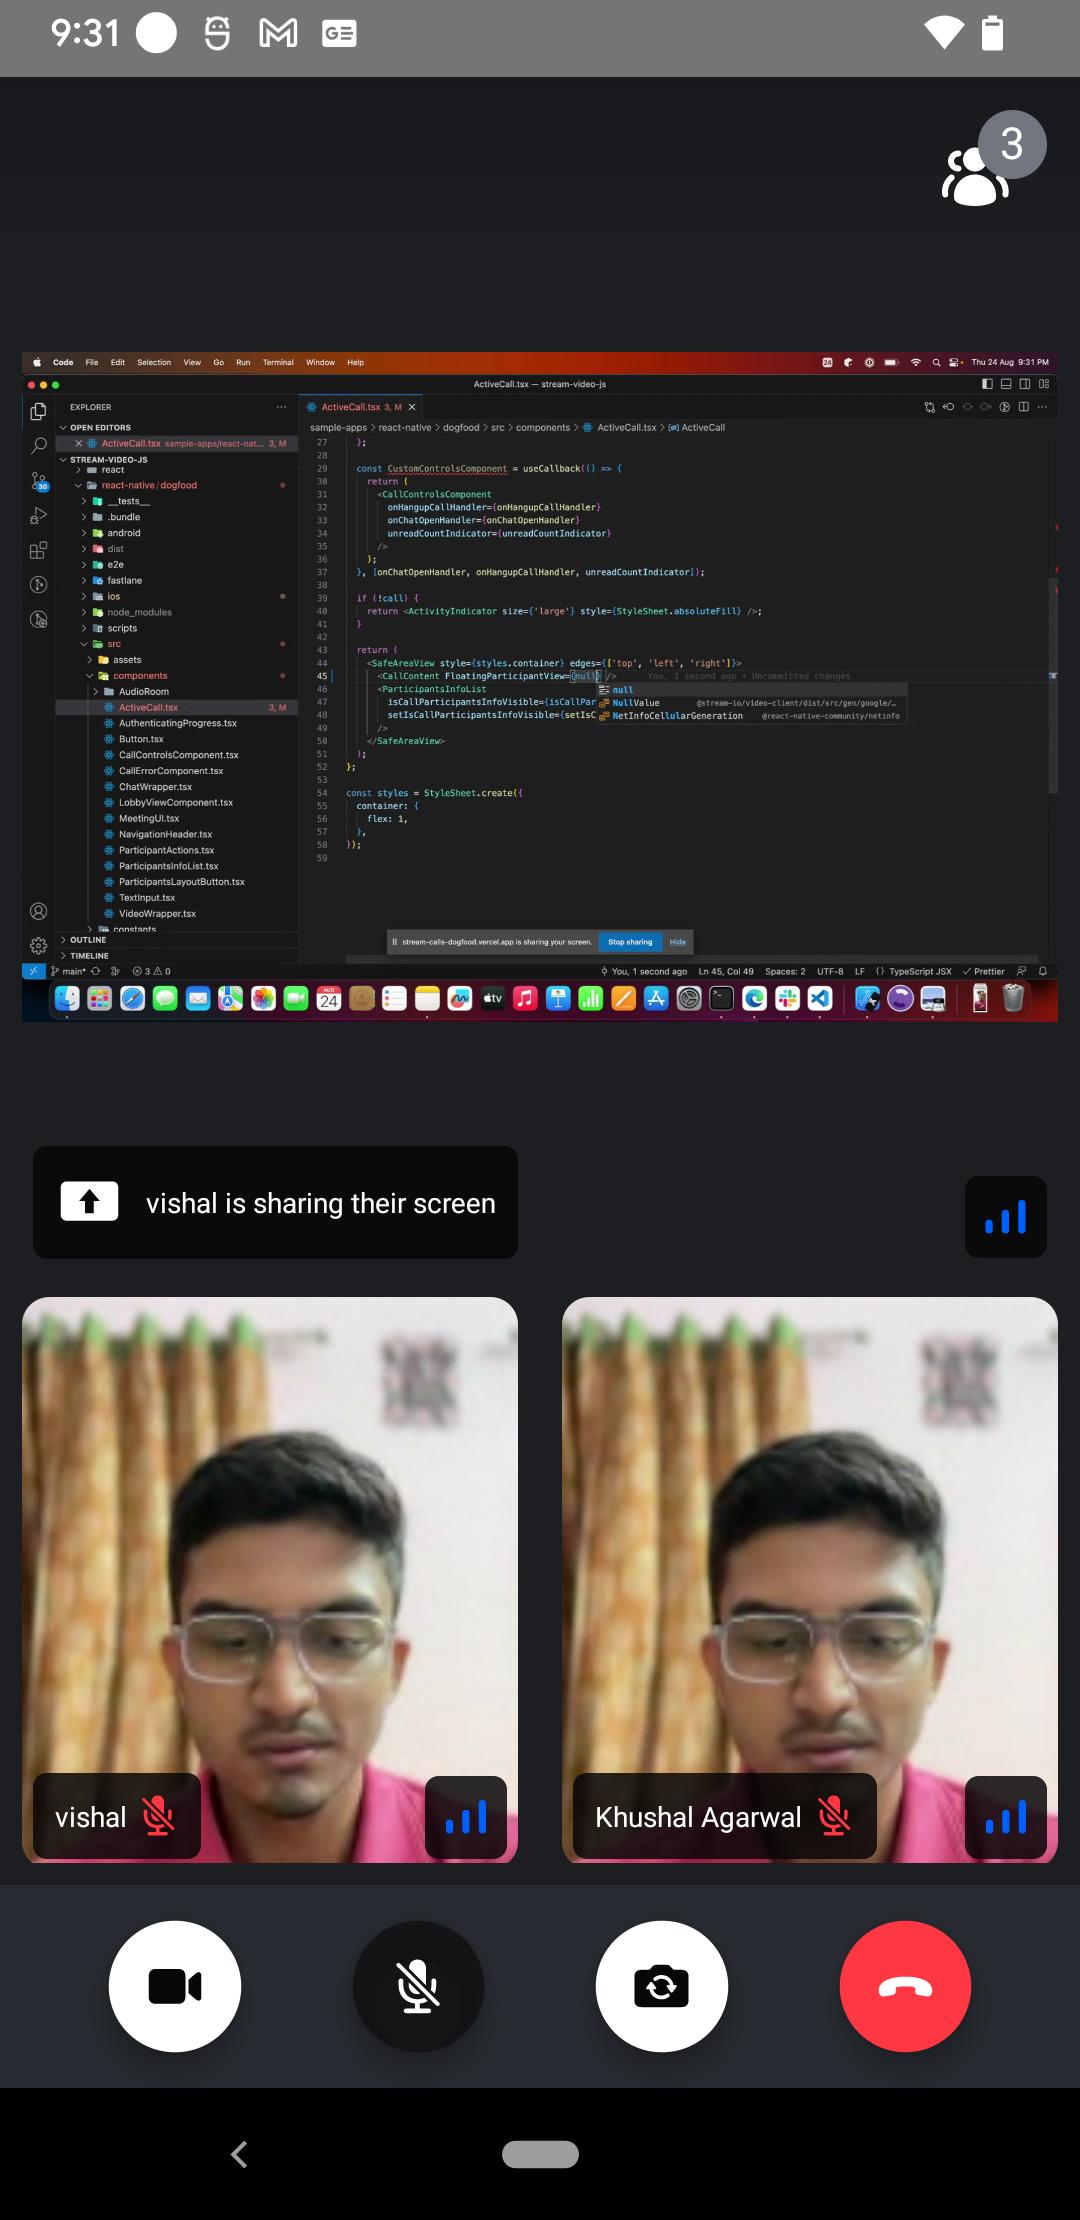 9:31
GE
3
Code File Edit Selection View Go Run Terminal Window Help
24
Thu 24 Aug 9:31 PM
ActiveCall.tsx — stream-video-js
EXPLORER
OPEN EDITORS
ActiveCall.tsx sample-apps/react-nat... 3, M
STREAM-VIDEO-JS
react
react-native / dogfood
__tests__
.bundle
android
dist
e2e
fastlane
ios
node_modules
scripts
src
assets
components
AudioRoom
ActiveCall.tsx 3, M
AuthenticatingProgress.tsx
Button.tsx
CallControlsComponent.tsx
CallErrorComponent.tsx
ChatWrapper.tsx
LobbyViewComponent.tsx
MeetingUI.tsx
NavigationHeader.tsx
ParticipantActions.tsx
ParticipantsInfoList.tsx
ParticipantsLayoutButton.tsx
TextInput.tsx
VideoWrapper.tsx
constants
OUTLINE
TIMELINE
30
ActiveCall.tsx 3, M
sample-apps > react-native > dogfood > src > components > ActiveCall.tsx > ActiveCall
27 };
28
29 const CustomControlsComponent = useCallback(() => {
30 return (
31 <CallControlsComponent
32 onHangupCallHandler={onHangupCallHandler}
33 onChatOpenHandler={onChatOpenHandler}
34 unreadCountIndicator={unreadCountIndicator}
35 />
36 );
37 }, [onChatOpenHandler, onHangupCallHandler, unreadCountIndicator]);
38
39 if (!call) {
40 return <ActivityIndicator size={'large'} style={StyleSheet.absoluteFill} />;
41 }
42
43 return (
44 <SafeAreaView style={styles.container} edges={['top', 'left', 'right']}>
45 <CallContent FloatingParticipantView={null} /> You, 1 second ago • Uncommitted changes
46 <ParticipantsInfoList
47 isCallParticipantsInfoVisible={isCallPar
48 setIsCallParticipantsInfoVisible={setIsC
49 />
50 </SafeAreaView>
51 );
52 };
53
54 const styles = StyleSheet.create({
55 container: {
56 flex: 1,
57 },
58 });
59
null
NullValue @stream-io/video-client/dist/src/gen/google/…
NetInfoCellularGeneration @react-native-community/netinfo
stream-calls-dogfood.vercel.app is sharing your screen. Stop sharing Hide
main* 3 0 You, 1 second ago Ln 45, Col 49 Spaces: 2 UTF-8 LF TypeScript JSX Prettier
AUG
24
tv
vishal is sharing their screen
vishal
Khushal Agarwal